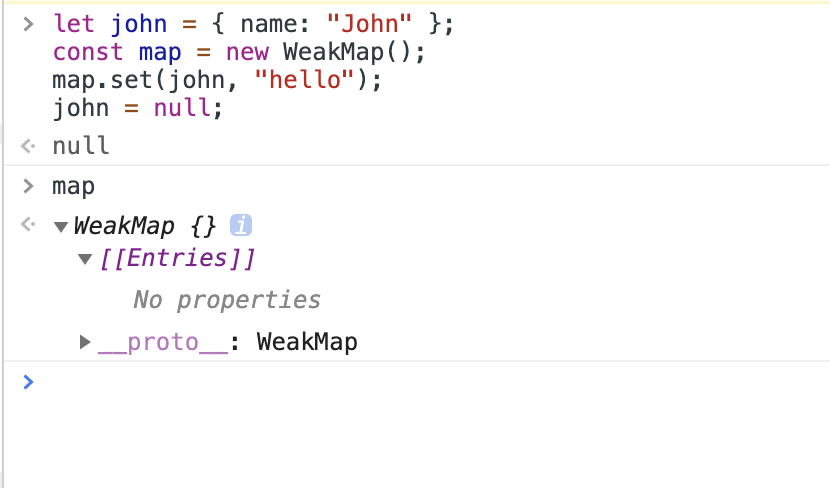 > let john = { name: "John" };
const map = new WeakMap();
map.set(john, "hello");
john = null;
null
> map
WeakMap {} i
[[Entries]]
No properties
__proto__: WeakMap
>